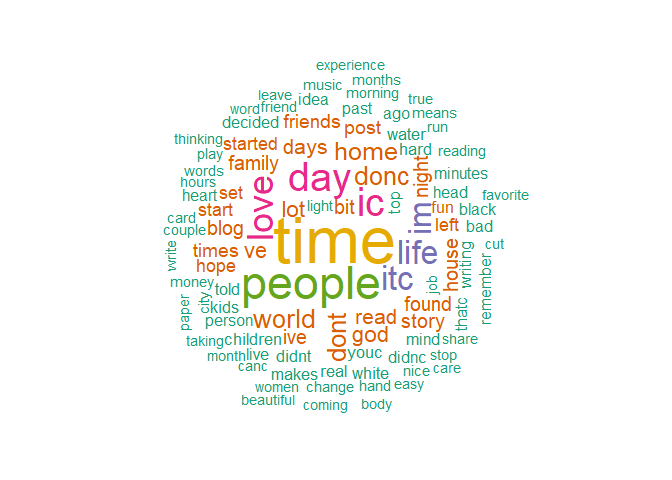 experience
music months
leave idea morning true
word friend past ago means
decided friends post water run
thinking started days home hard reading
play family day donc night minutes
words love ic head favorite
hours heart set lot light bit top im fun black
card start time left bad
couple blog life house cut
write times ve people itc job writing
hope money told found thatc remember
paper city kids world dont read story
person god mind share
taking children ive youc didnc stop
month live didnt nice care
canc makes real white
women change hand easy
beautiful coming body